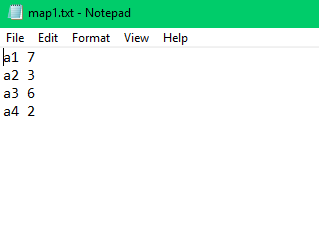 map1.txt - Notepad
File Edit Format View Help
a1 7
a2 3
a3 6
a4 2